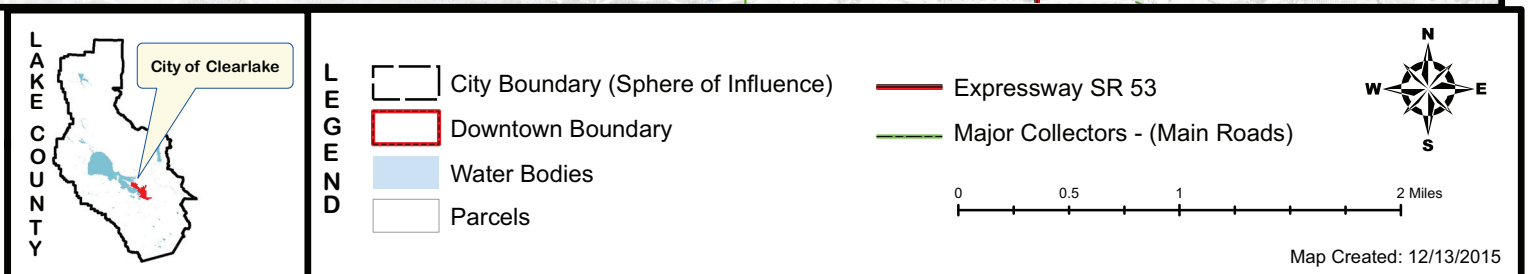 LAKE COUNTY
City of Clearlake
LEGEND
City Boundary (Sphere of Influence)
Downtown Boundary
Water Bodies
Parcels
Expressway SR 53
Major Collectors - (Main Roads)
N
W
E
S
0 0.5 1 2 Miles
Map Created: 12/13/2015